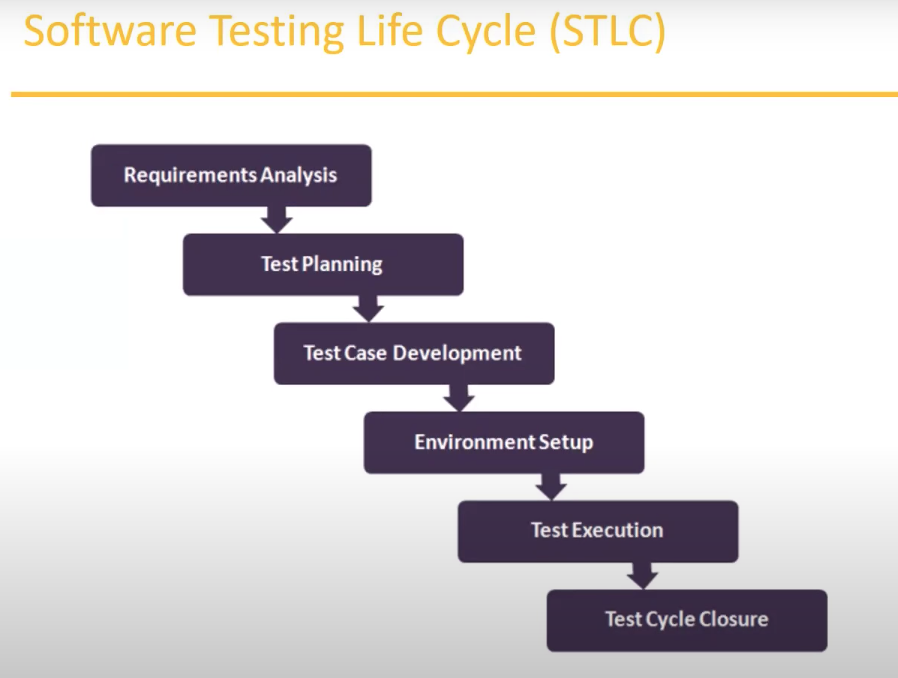 Software Testing Life Cycle (STLC)
Requirements Analysis
Test Planning
Test Case Development
Environment Setup
Test Execution
Test Cycle Closure